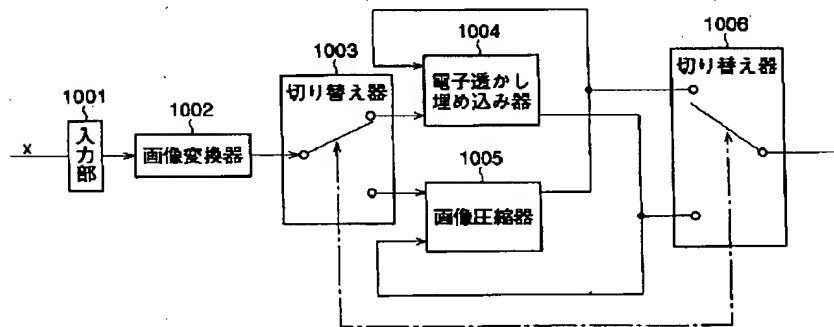 1001
入力部
x
1002
画像変換器
1003
切り替え器
1004
電子透かし
埋め込み器
1005
画像圧縮器
1006
切り替え器